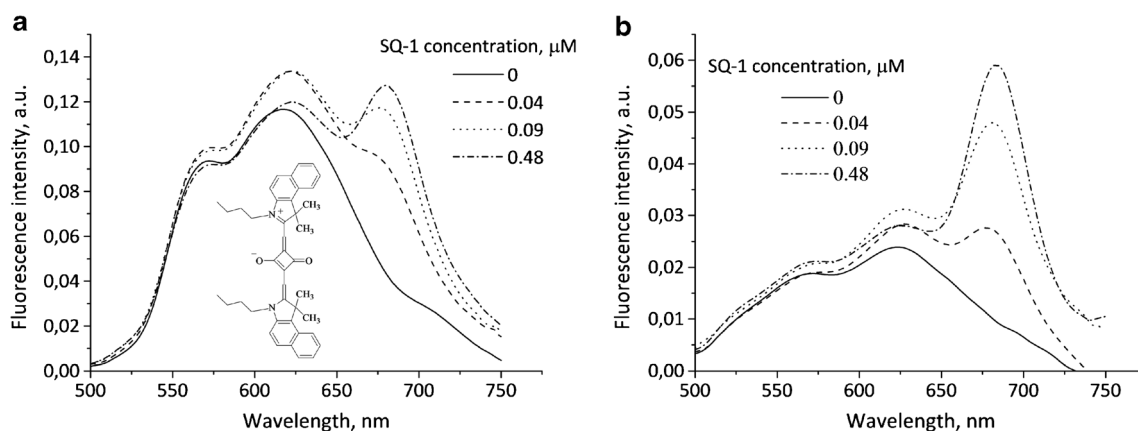 a
SQ-1 concentration, μM
0
0.04
0.09
0.48
Fluorescence intensity, a.u.
0,14
0,12
0,100
0,080
0,06
0,04
0,02
0,00
500
550
600
650
700
750
Wavelength, nm
N
+
CH₃
CH₃
−
O
O
N
CH₃
CH₃
b
SQ-1 concentration, μM
0
0.04
0.09
0.48
Fluorescence intensity, a.u.
0,06
0,05
0,04
0,03
0,02
0,01
0,00
500
550
600
650
700
750
Wavelength, nm